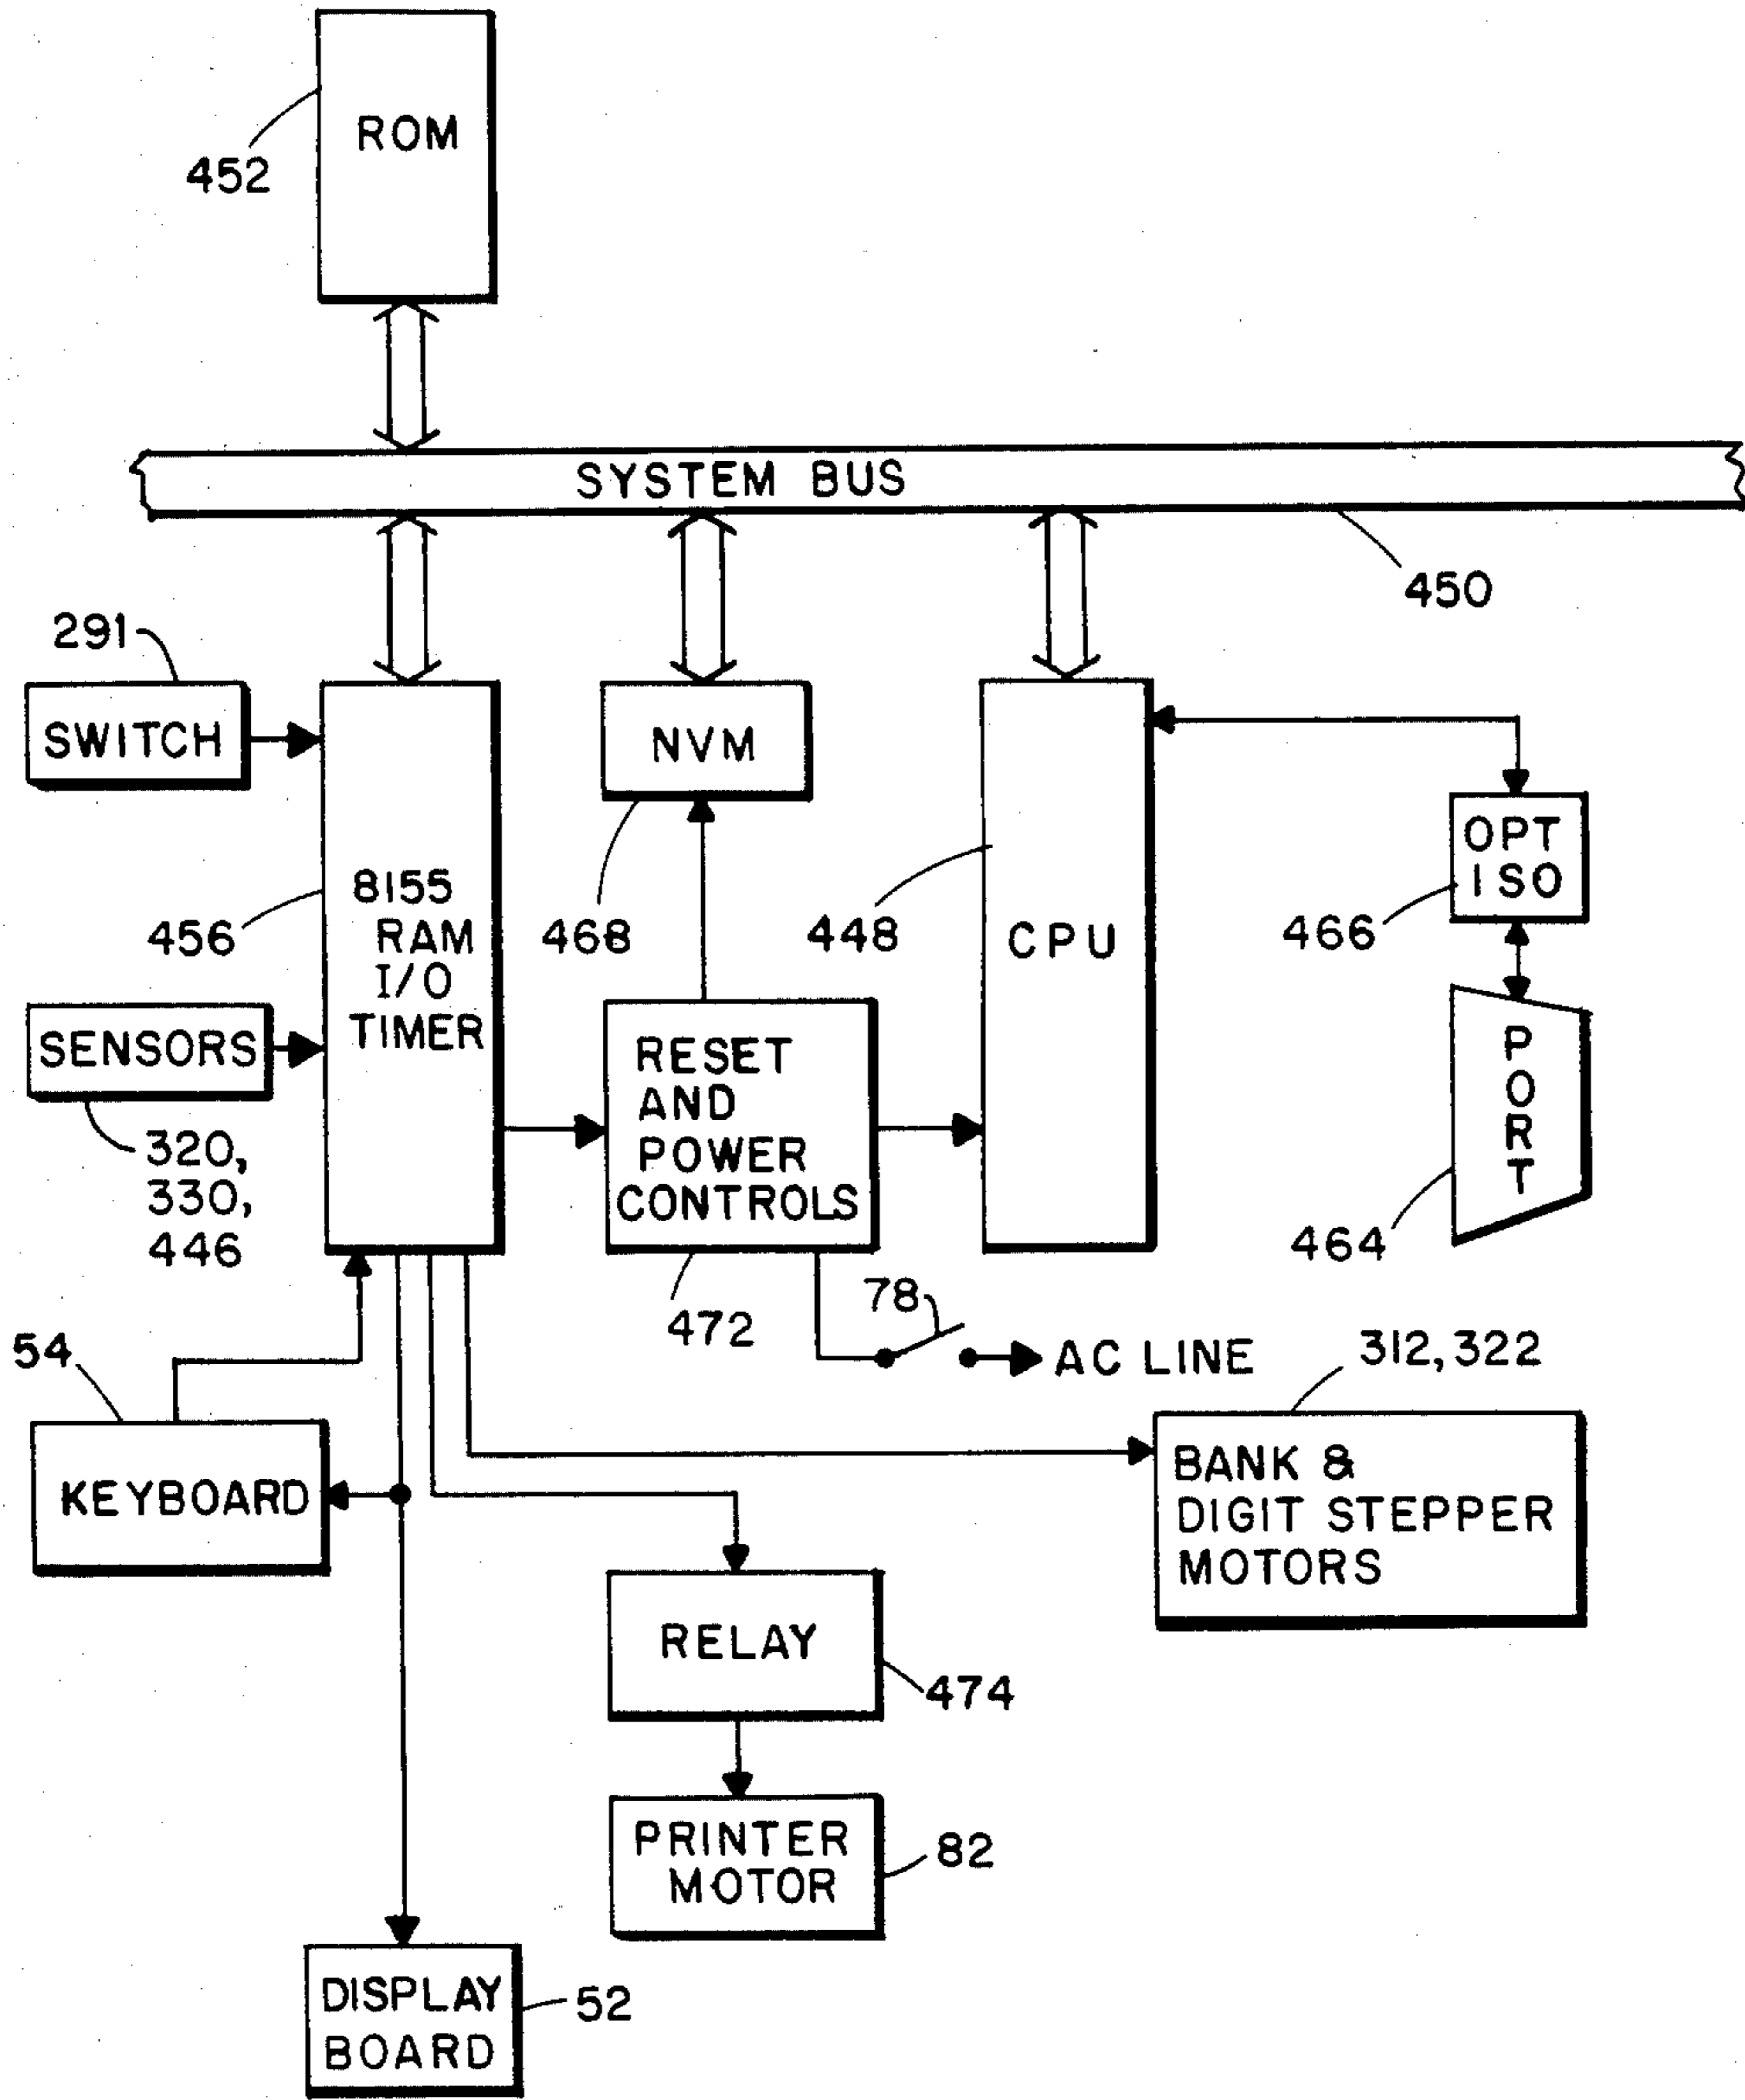 ROM
452
SYSTEM BUS
450
291
SWITCH
NVM
OPT
ISO
8155
RAM
I/O
TIMER
456
468
448
CPU
466
SENSORS
RESET
AND
POWER
CONTROLS
PORT
320,
330,
446
464
472
78
AC LINE
312, 322
54
KEYBOARD
BANK &
DIGIT STEPPER
MOTORS
RELAY
474
PRINTER
MOTOR
82
DISPLAY
BOARD
52